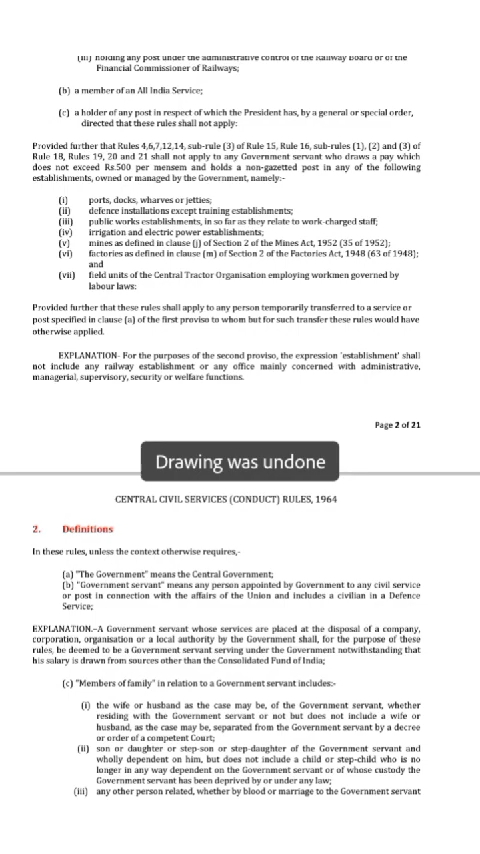 (iii) holding any post under the administrative control of the Railway Board or of the
Financial Commissioner of Railways;
(b) a member of an All India Service;
(c) a holder of any post in respect of which the President has, by a general or special order,
directed that these rules shall not apply:
Provided further that Rules 4,6,7,12,14, sub-rule (3) of Rule 15, Rule 16, sub-rules (1), (2) and (3) of
Rule 18, Rules 19, 20 and 21 shall not apply to any Government servant who draws a pay which
does not exceed Rs.500 per mensem and holds a non-gazetted post in any of the following
establishments, owned or managed by the Government, namely:-
(i) ports, docks, wharves or jetties;
(ii) defence installations except training establishments;
(iii) public works establishments, in so far as they relate to work-charged staff;
(iv) irrigation and electric power establishments;
(v) mines as defined in clause (j) of Section 2 of the Mines Act, 1952 (35 of 1952);
(vi) factories as defined in clause (m) of Section 2 of the Factories Act, 1948 (63 of 1948);
and
(vii) field units of the Central Tractor Organisation employing workmen governed by
labour laws:
Provided further that these rules shall apply to any person temporarily transferred to a service or
post specified in clause (a) of the first proviso to whom but for such transfer these rules would have
otherwise applied.
EXPLANATION- For the purposes of the second proviso, the expression 'establishment' shall
not include any railway establishment or any office mainly concerned with administrative,
managerial, supervisory, security or welfare functions.
Page 2 of 21
Drawing was undone
CENTRAL CIVIL SERVICES (CONDUCT) RULES, 1964
2. Definitions
In these rules, unless the context otherwise requires,-
(a) "The Government" means the Central Government;
(b) "Government servant" means any person appointed by Government to any civil service
or post in connection with the affairs of the Union and includes a civilian in a Defence
Service;
EXPLANATION.-A Government servant whose services are placed at the disposal of a company,
corporation, organisation or a local authority by the Government shall, for the purpose of these
rules, be deemed to be a Government servant serving under the Government notwithstanding that
his salary is drawn from sources other than the Consolidated Fund of India;
(c) "Members of family" in relation to a Government servant includes:-
(i) the wife or husband as the case may be, of the Government servant, whether
residing with the Government servant or not but does not include a wife or
husband, as the case may be, separated from the Government servant by a decree
or order of a competent Court;
(ii) son or daughter or step-son or step-daughter of the Government servant and
wholly dependent on him, but does not include a child or step-child who is no
longer in any way dependent on the Government servant or of whose custody the
Government servant has been deprived by or under any law;
(iii) any other person related, whether by blood or marriage to the Government servant